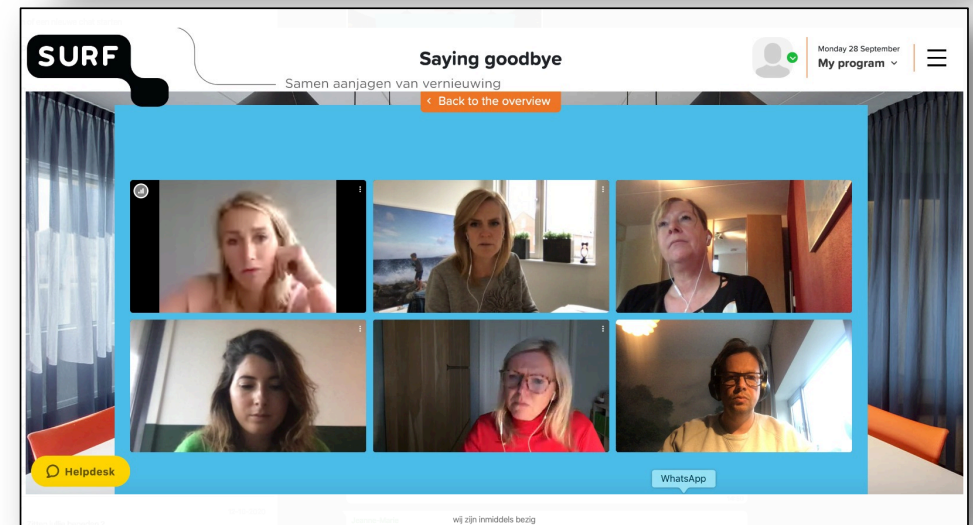 SURF
Saying goodbye
Monday 28 September
My program
Samen aanjagen van vernieuwing
Back to the overview
Helpdesk
WhatsApp
wij zijn inmiddels bezig